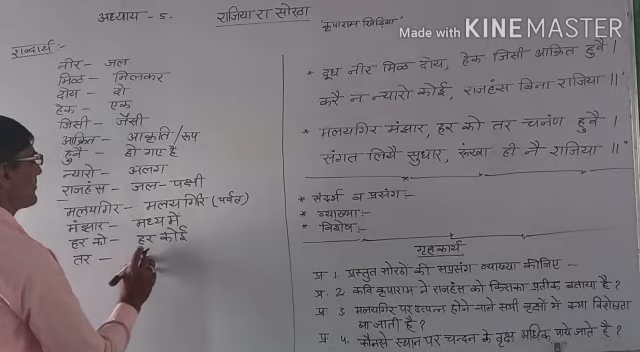 अध्याय - 5.
राजिया रा सोरठा
"कृपाराम खिड़िया"
Made with KINEMASTER
शब्दार्थ :-
नीर - जल
मिळ - मिलकर
दोय - दो
हेक - एक
जिसी - जैसी
आक्रित - आकृति/रूप
हुवै - हो गए है
न्यारो - अलग
राजहंस - जल-पक्षी
मलयगिर - मलयगिरि (पर्वत)
मंझार - मध्य में
हर को - हर कोई
तर -
* दूध नीर मिळ दोय, हेक जिसी आक्रित हुवै ।
करै न न्यारो कोई, राजहंस बिना राजिया ॥
* मलयगिर मंझार, हर को तर चनंण हुवै ।
संगत लियै सुधार, रूंखा ही नै राजिया ॥
* संदर्भ व प्रसंग:-
* व्याख्या:-
* विशेष:-
गृहकार्य
प्र. 1. प्रस्तुत सोरठों की सप्रसंग व्याख्या कीजिए -
प्र. 2. कवि कृपाराम ने राजहंस को किसका प्रतीक बताया है ?
प्र. 3. मलयगिर पर उत्पन्न होने वाले सभी वृक्षों में क्या विशेषता
आ जाती है ?
प्र. 4. कौनसे स्थान पर चन्दन के वृक्ष अधिक पाये जाते है ?